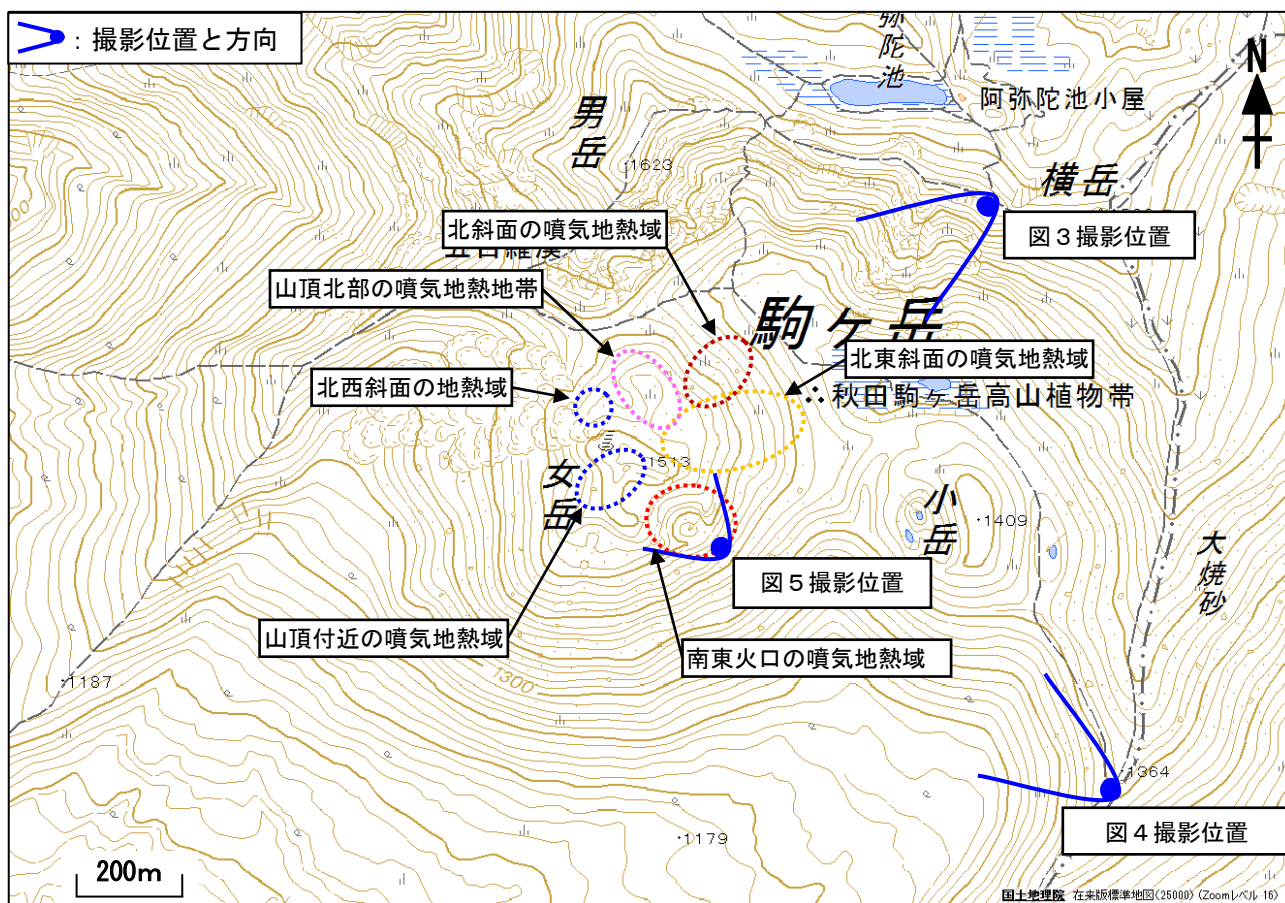 ：撮影位置と方向
弥陀池
N
阿弥陀池小屋
男岳
1623
横岳
北斜面の噴気地熱域
図３撮影位置
山頂北部の噴気地熱地帯
駒ヶ岳
北東斜面の噴気地熱域
北西斜面の地熱域
秋田駒ヶ岳高山植物帯
1513
女岳
小岳
1409
大焼砂
図５撮影位置
山頂付近の噴気地熱域
南東火口の噴気地熱域
1300
1187
1364
図４撮影位置
1179
200m
国土地理院 在来版標準地図(25000) (Zoomレベル 16)